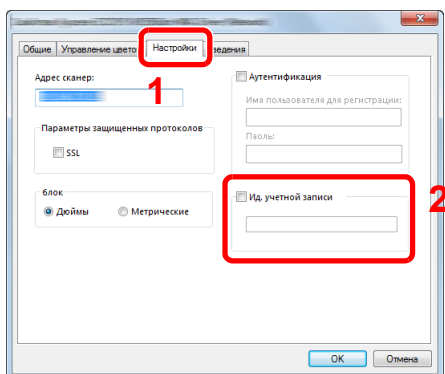 Общие Управление цвето Настройки ведения
Адрес сканер:
1
Параметры защищенных протоколов
SSL
блок
Дюймы Метрические
Аутентификация
Имя пользователя для регистрации:
Паоль:
Ид. учетной записи
2
OK Отмена